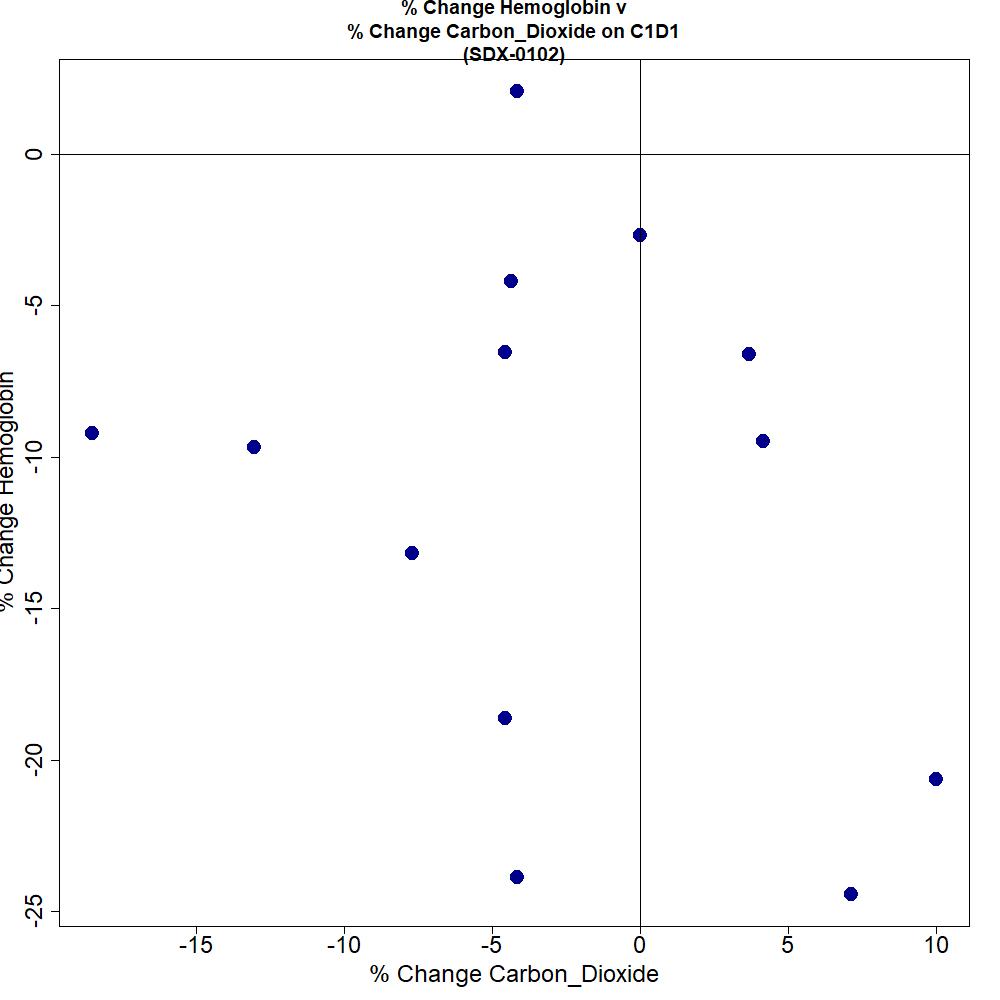 % Change Hemoglobin v
% Change Carbon_Dioxide on C1D1
(SDX-0102)
% Change Hemoglobin
0
-5
-10
-15
-20
-25
-15 -10 -5 0 5 10
% Change Carbon_Dioxide